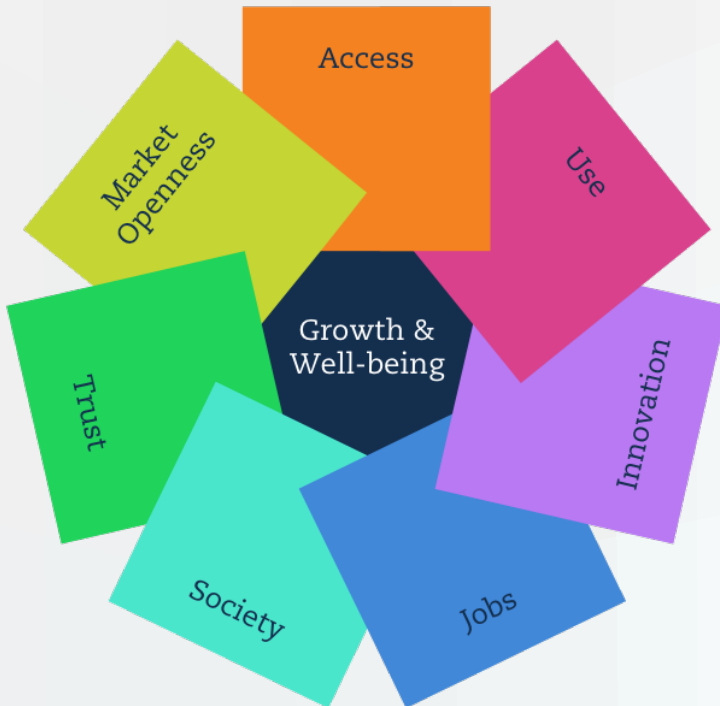 Access
Use
Innovation
Jobs
Society
Trust
Market
Openness
Growth &
Well-being